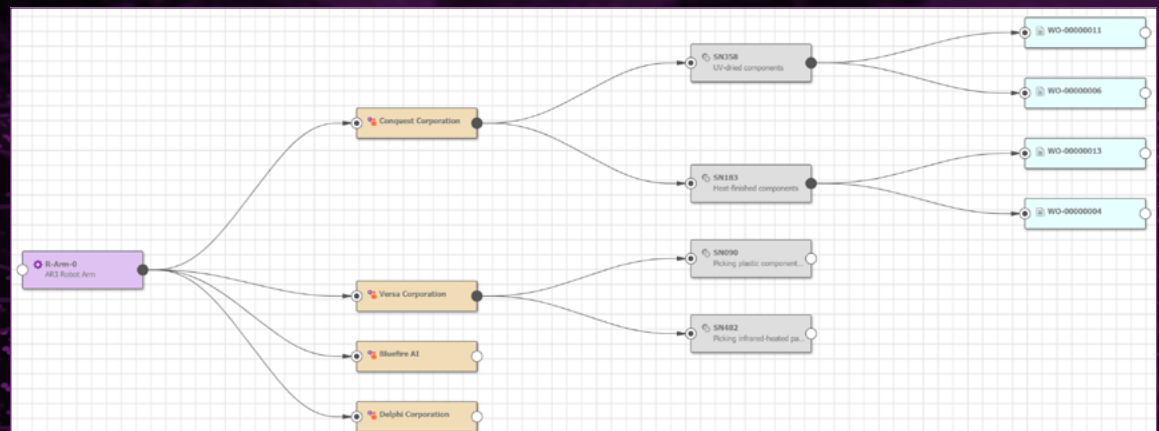 WO-00000011
SN358
UV-dried components
WO-00000006
Conquest Corporation
WO-00000013
SN183
Heat-finished components
WO-00000004
R-Arm-0
AR3 Robot Arm
SN090
Picking plastic component...
Versa Corporation
SN482
Picking infrared-heated pa...
Bluefire AI
Delphi Corporation